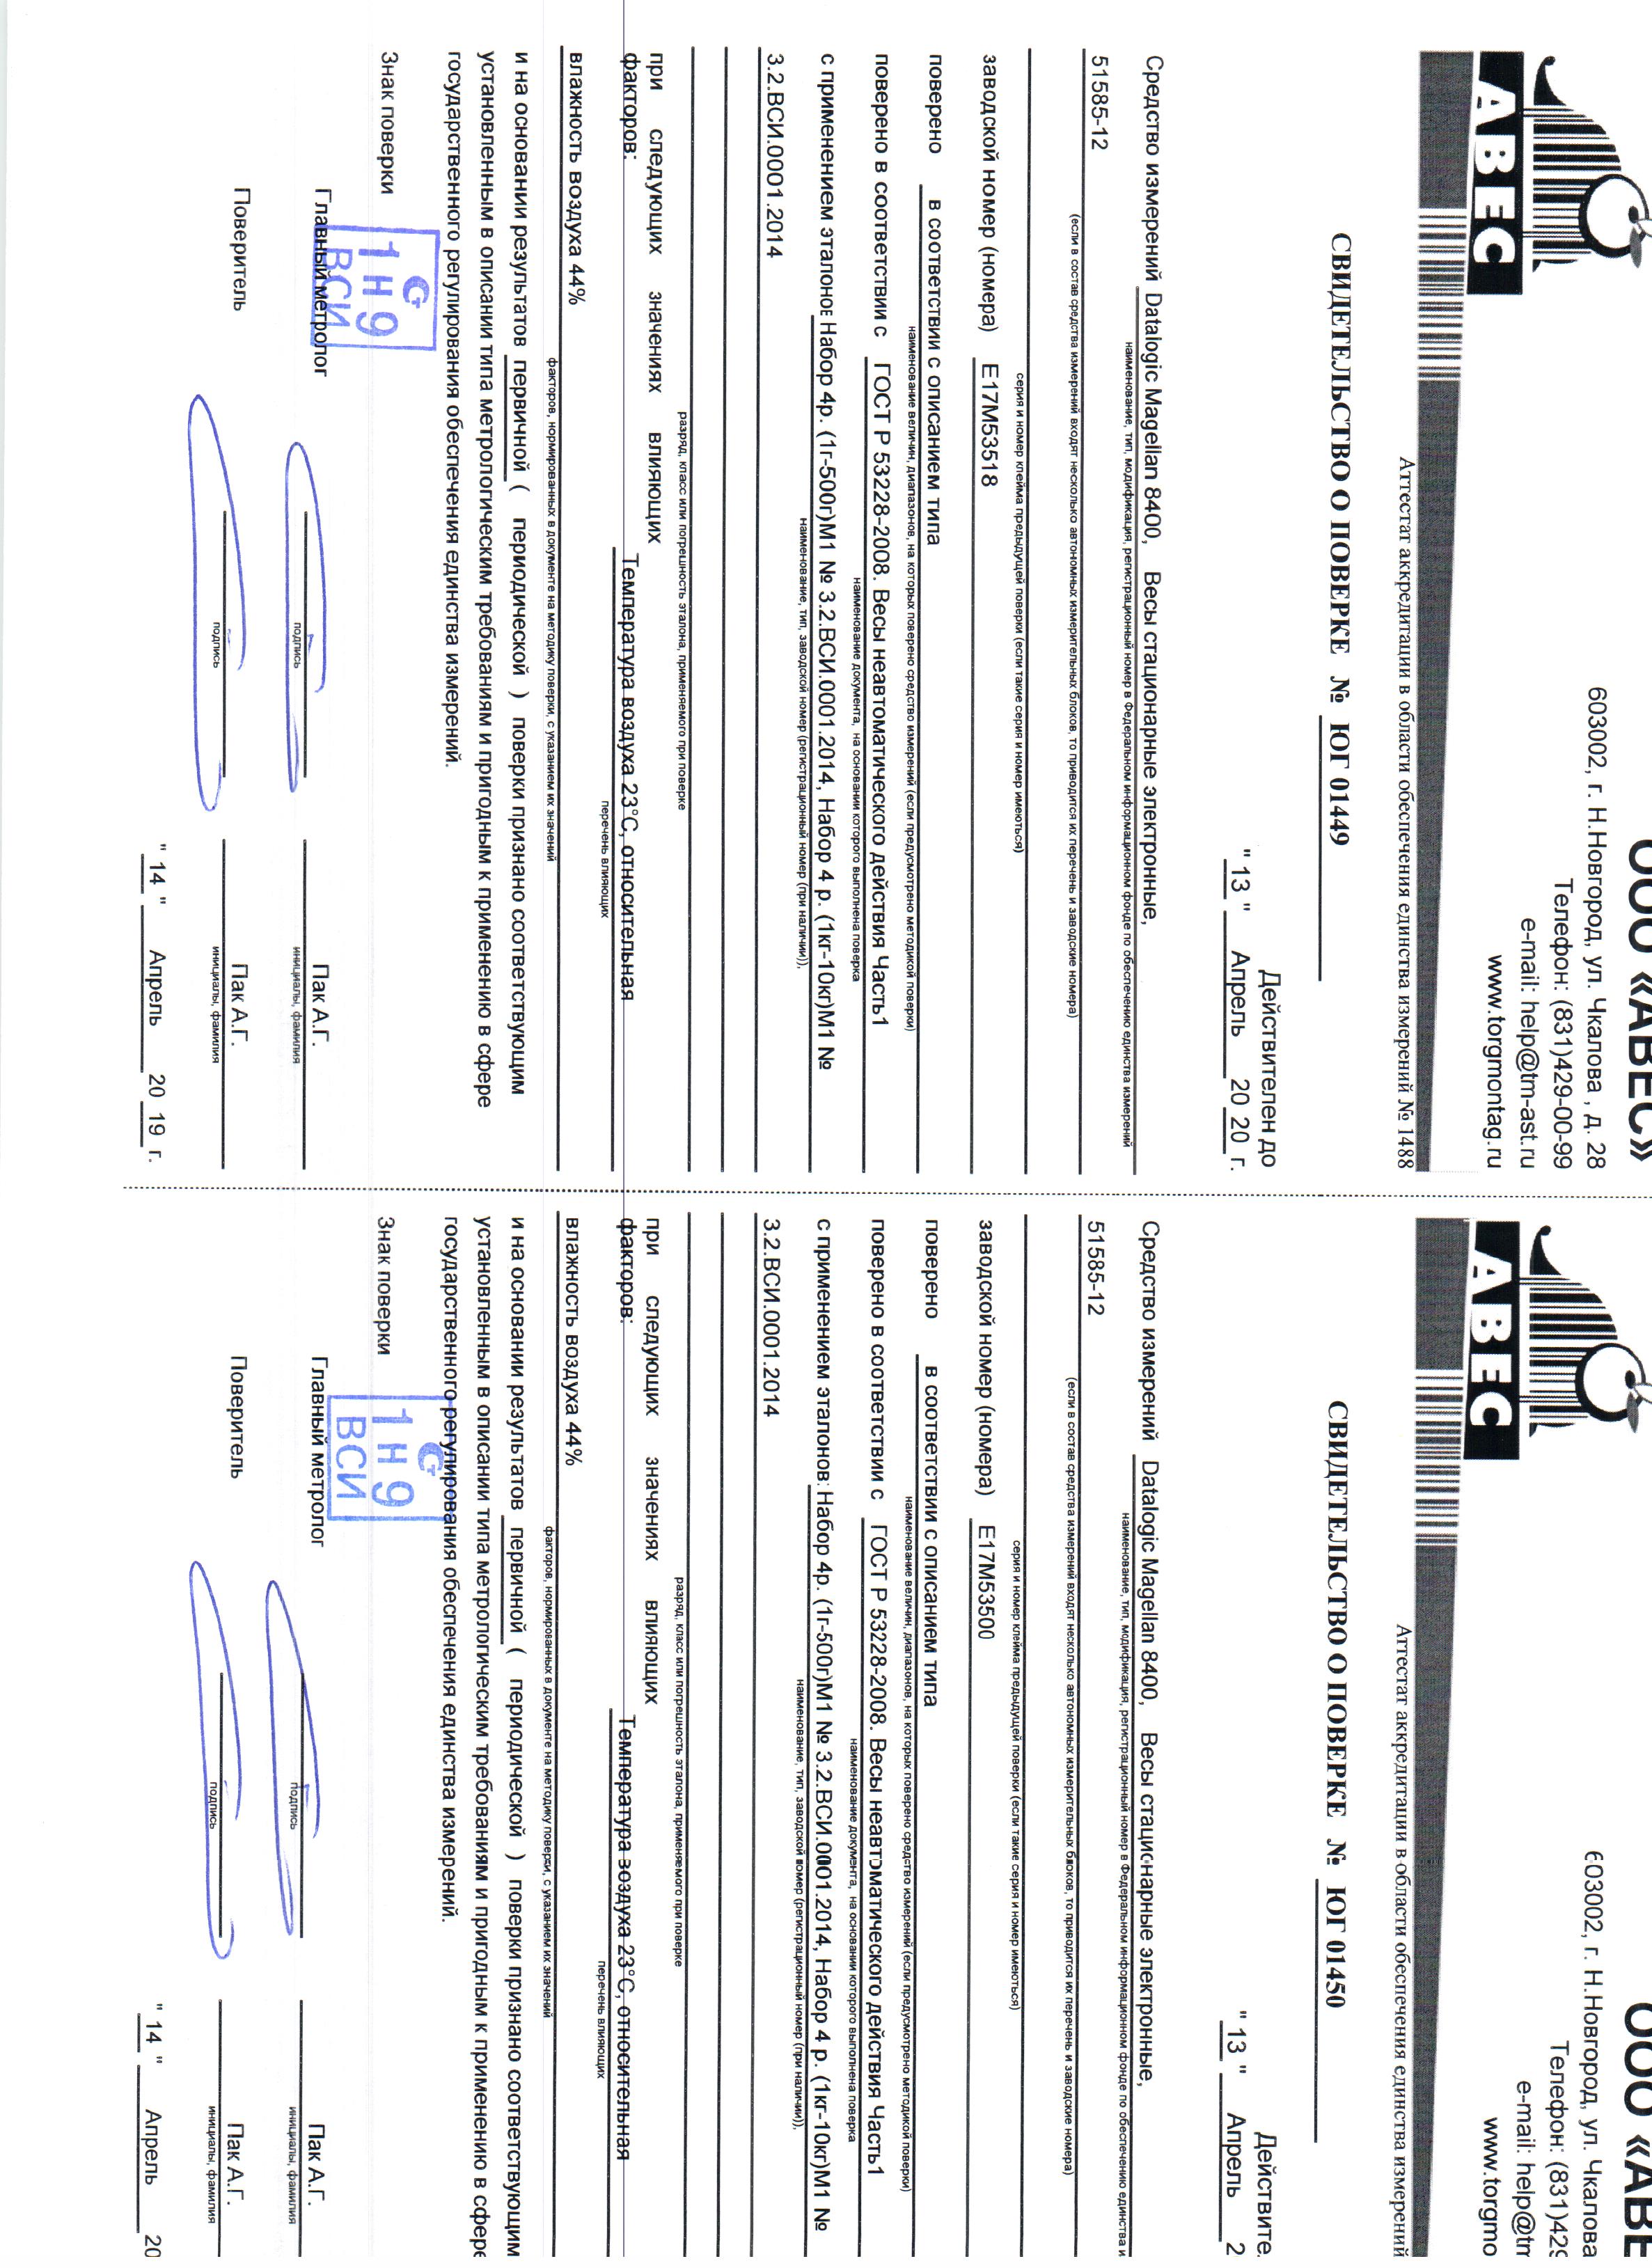 ООО «АВЕС»
603002, г. Н.Новгород, ул. Чкалова , д. 28
Телефон: (831)429-00-99
e-mail: help@tm-ast.ru
www.torgmontag.ru
АВЕС
Аттестат аккредитации в области обеспечения единства измерений № 1488
СВИДЕТЕЛЬСТВО О ПОВЕРКЕ № ЮГ 01449
Действителен до
" 13 " Апрель 20 20 г.
Средство измерений Datalogic Magellan 8400, Весы стационарные электронные,
наименование, тип, модификация, регистрационный номер в Федеральном информационном фонде по обеспечению единства измерений
51585-12
(если в состав средства измерений входят несколько автономных измерительных блоков, то приводится их перечень и заводские номера)
серия и номер клейма предыдущей поверки (если такие серия и номер имеються)
заводской номер (номера) E17M53518
поверено в соответствии с описанием типа
наименование величин, диапазонов, на которых поверено средство измерений (если предусмотрено методикой поверки)
поверено в соответствии с ГОСТ Р 53228-2008. Весы неавтоматического действия Часть1
наименование документа, на основании которого выполнена поверка
с применением эталонов Набор 4р. (1г-500г)М1 № 3.2.ВСИ.0001.2014, Набор 4 р. (1кг-10кг)М1 №
наименование, тип, заводской номер (регистрационный номер (при наличии)),
3.2.ВСИ.0001.2014
разряд, класс или погрешность эталона, применяемого при поверке
при следующих значениях влияющих
факторов: Температура воздуха 23°С, относительная
перечень влияющих
влажность воздуха 44%
факторов, нормированных в документе на методику поверки, с указанием их значений
и на основании результатов первичной ( периодической ) поверки признано соответствующим
установленным в описании типа метрологическим требованиям и пригодным к применению в сфере
государственного регулирования обеспечения единства измерений.
Знак поверки
1 Н 9
ВСИ
Главный метролог Пак А.Г.
подпись инициалы, фамилия
Поверитель Пак А.Г.
подпись инициалы, фамилия
" 14 " Апрель 20 19 г.
ООО «АВЕ
603002, г. Н.Новгород, ул. Чкалова
Телефон: (831)429
e-mail: help@tm
www.torgmo
АВЕС
Аттестат аккредитации в области обеспечения единства измерений
СВИДЕТЕЛЬСТВО О ПОВЕРКЕ № ЮГ 01450
Действител
" 13 " Апрель 2
Средство измерений Datalogic Magellan 8400, Весы стационарные электронные,
наименование, тип, модификация, регистрационный номер в Федеральном информационном фонде по обеспечению единства и
51585-12
(если в состав средства измерений входят несколько автономных измерительных блоков, то приводится их перечень и заводские номера)
серия и номер клейма предыдущей поверки (если такие серия и номер имеються)
заводской номер (номера) E17M53500
поверено в соответствии с описанием типа
наименование величин, диапазонов, на которых поверено средство измерений (если предусмотрено методикой поверки)
поверено в соответствии с ГОСТ Р 53228-2008. Весы неавтоматического действия Часть1
наименование документа, на основании которого выполнена поверка
с применением эталонов: Набор 4р. (1г-500г)М1 № 3.2.ВСИ.0001.2014, Набор 4 р. (1кг-10кг)М1 №
наименование, тип, заводской номер (регистрационный номер (при наличии)),
3.2.ВСИ.0001.2014
разряд, класс или погрешность эталона, применяемого при поверке
при следующих значениях влияющих
факторов: Температура воздуха 23°С, относительная
перечень влияющих
влажность воздуха 44%
факторов, нормированных в документе на методику поверки, с указанием их значений
и на основании результатов первичной ( периодической ) поверки признано соответствующим
установленным в описании типа метрологическим требованиям и пригодным к применению в сфере
государственного регулирования обеспечения единства измерений.
Знак поверки
1 Н 9
ВСИ
Главный метролог Пак А.Г.
подпись инициалы, фамилия
Поверитель Пак А.Г.
подпись инициалы, фамилия
" 14 " Апрель 20